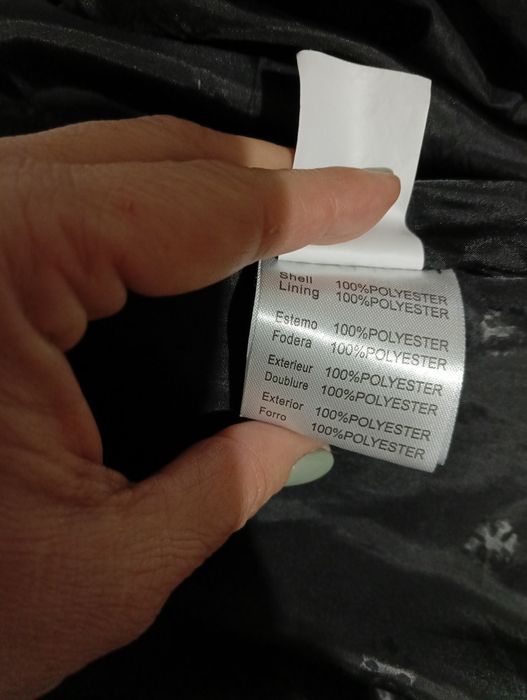 Shell 100%POLYESTER
Lining 100%POLYESTER
Estemo 100%POLYESTER
Fodera 100%POLYESTER
Exterieur 100%POLYESTER
Doublure 100%POLYESTER
Exterior 100%POLYESTER
Forro 100%POLYESTER